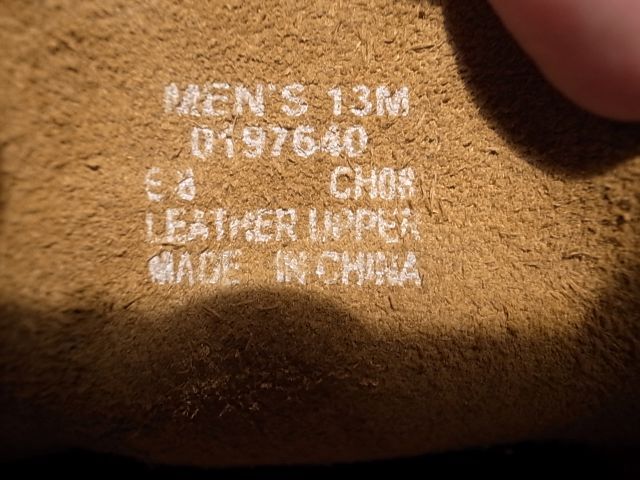 MEN'S 13M
0197640
CH08
LEATHER UPPER
MADE IN CHINA